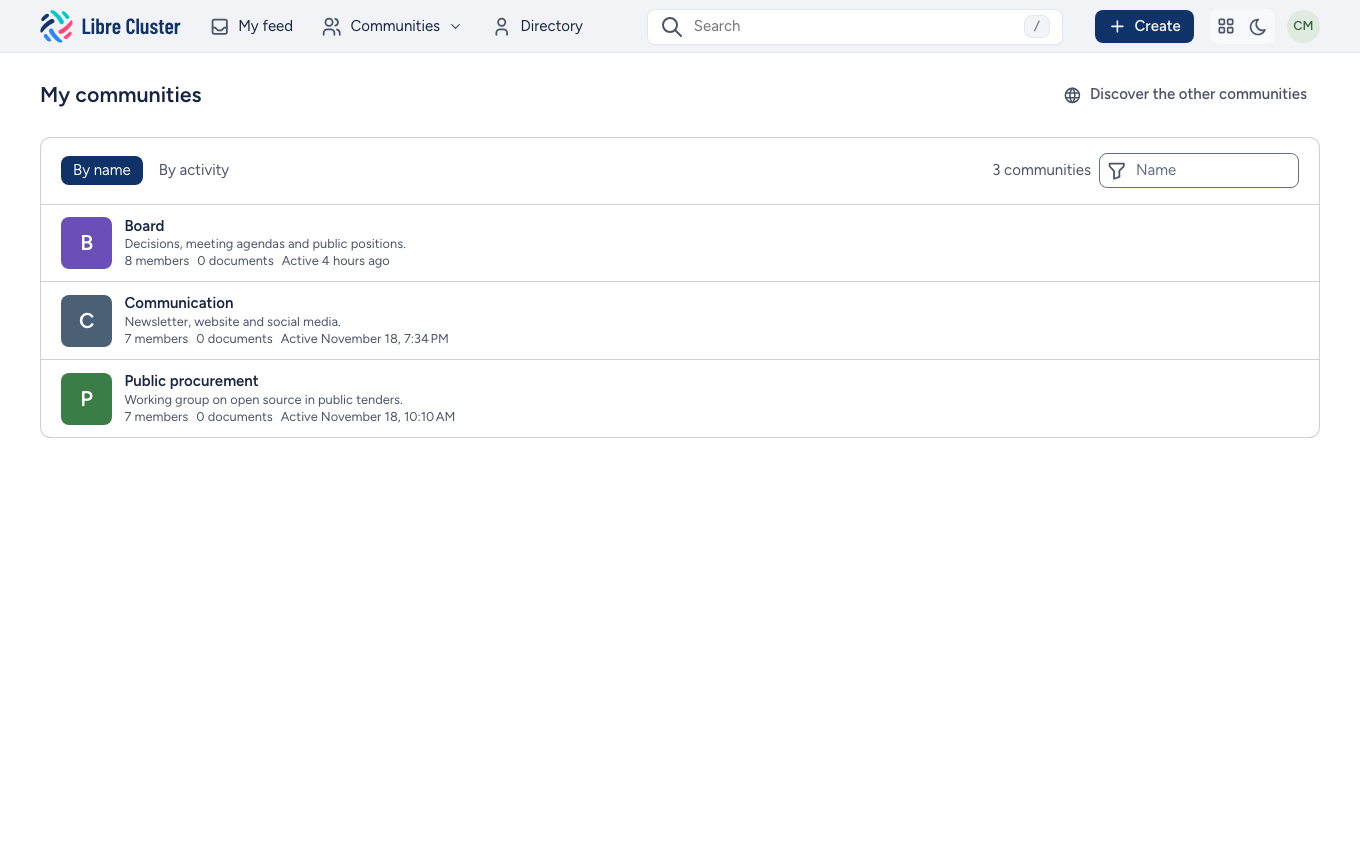 Libre Cluster My feed Communities Directory Search / Create CM
My communities Discover the other communities
By name By activity 3 communities Name
B
Board
Decisions, meeting agendas and public positions.
8 members 0 documents Active 4 hours ago
C
Communication
Newsletter, website and social media.
7 members 0 documents Active November 18, 7:34 PM
P
Public procurement
Working group on open source in public tenders.
7 members 0 documents Active November 18, 10:10 AM